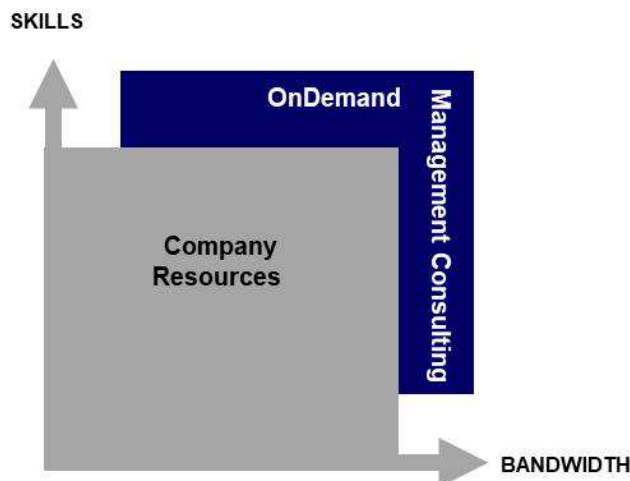 SKILLS
OnDemand
Management Consulting
Company
Resources
BANDWIDTH